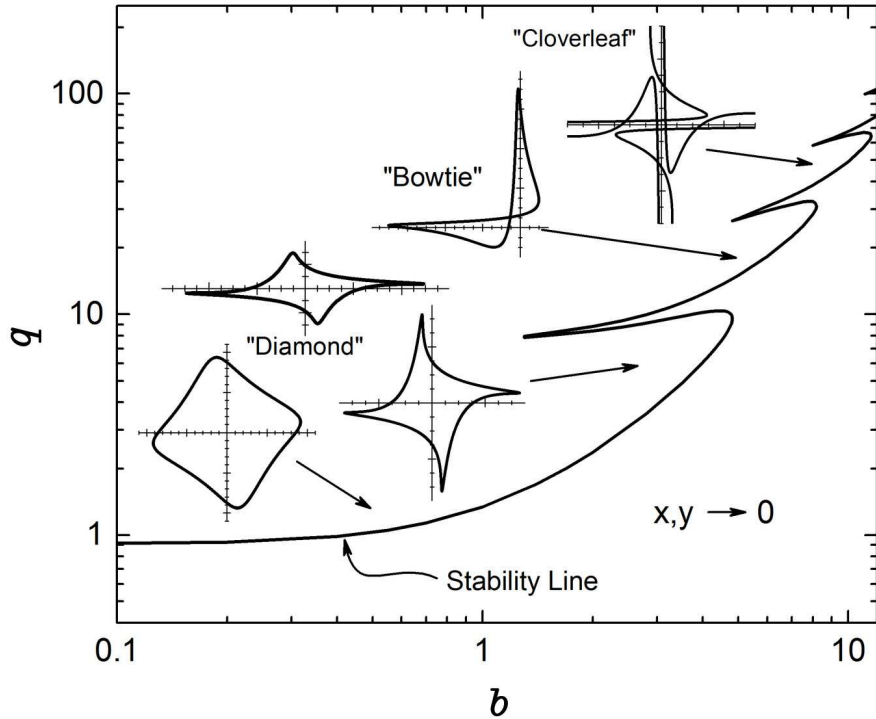 "Cloverleaf"
100
"Bowtie"
q
10
"Diamond"
x,y → 0
1
Stability Line
0.1
1
10
b